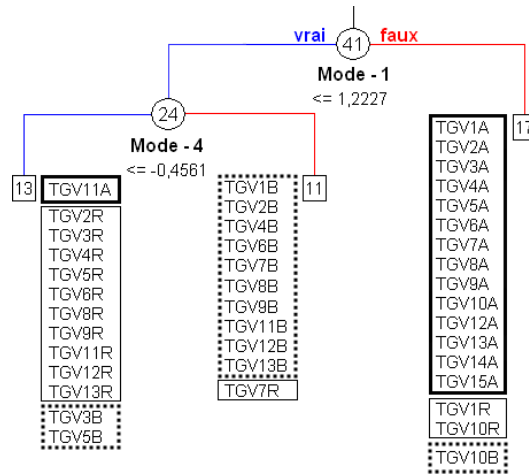 vrai 41 faux
Mode - 1
<= 1,2227
24
Mode - 4
<= -0,4561
13
TGV11A
TGV2R
TGV3R
TGV4R
TGV5R
TGV6R
TGV8R
TGV9R
TGV11R
TGV12R
TGV13R
TGV3B
TGV5B
11
TGV1B
TGV2B
TGV4B
TGV6B
TGV7B
TGV8B
TGV9B
TGV11B
TGV12B
TGV13B
TGV7R
17
TGV1A
TGV2A
TGV3A
TGV4A
TGV5A
TGV6A
TGV7A
TGV8A
TGV9A
TGV10A
TGV12A
TGV13A
TGV14A
TGV15A
TGV1R
TGV10R
TGV10B